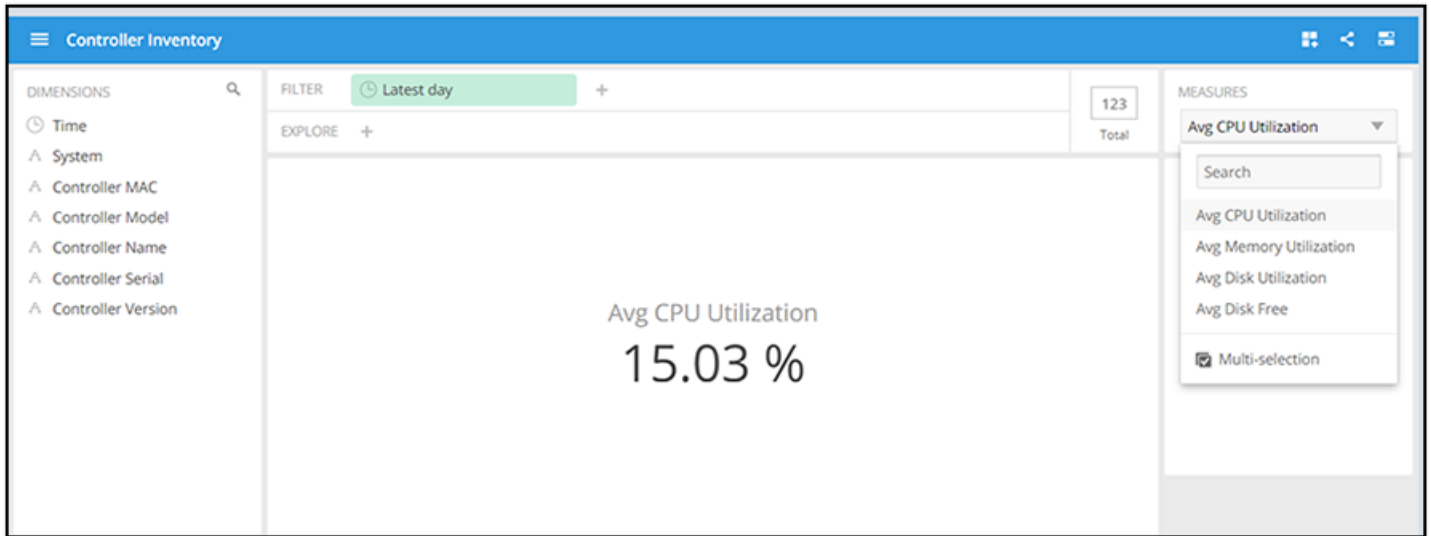 Controller Inventory
DIMENSIONS
Time
System
Controller MAC
Controller Model
Controller Name
Controller Serial
Controller Version
FILTER
Latest day
+
EXPLORE +
123
Total
Avg CPU Utilization
15.03 %
MEASURES
Avg CPU Utilization
Search
Avg CPU Utilization
Avg Memory Utilization
Avg Disk Utilization
Avg Disk Free
Multi-selection